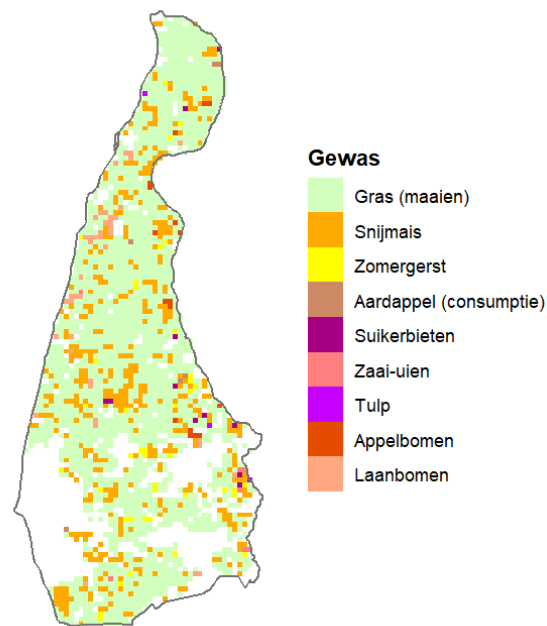 Gewas
Gras (maaien)
Snijmais
Zomergerst
Aardappel (consumptie)
Suikerbieten
Zaai-uien
Tulp
Appelbomen
Laanbomen